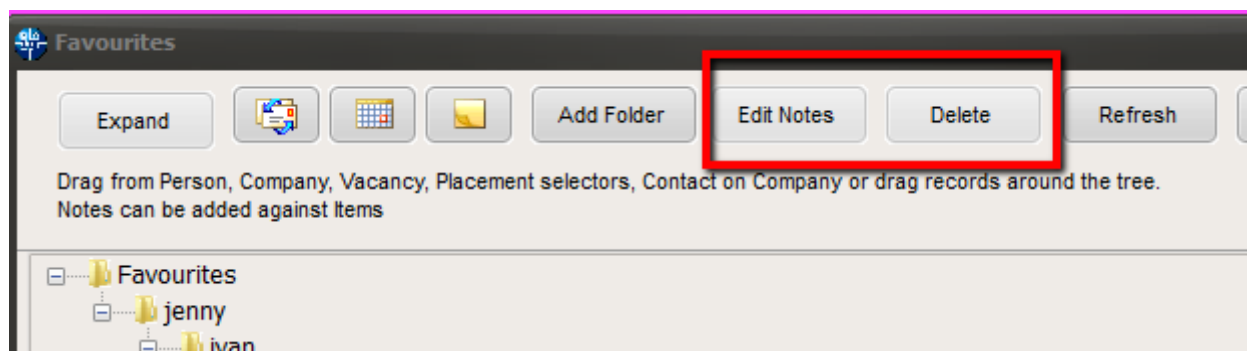 Favourites
Expand Add Folder Edit Notes Delete Refresh
Drag from Person, Company, Vacancy, Placement selectors, Contact on Company or drag records around the tree.
Notes can be added against Items
Favourites
jenny
ivan